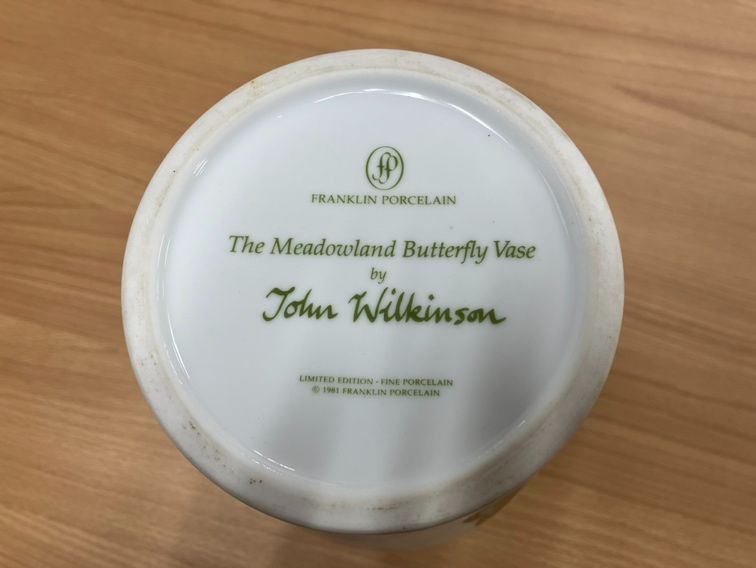 fp
FRANKLIN PORCELAIN
The Meadowland Butterfly Vase
by
John Wilkinson
LIMITED EDITION · FINE PORCELAIN
© 1981 FRANKLIN PORCELAIN